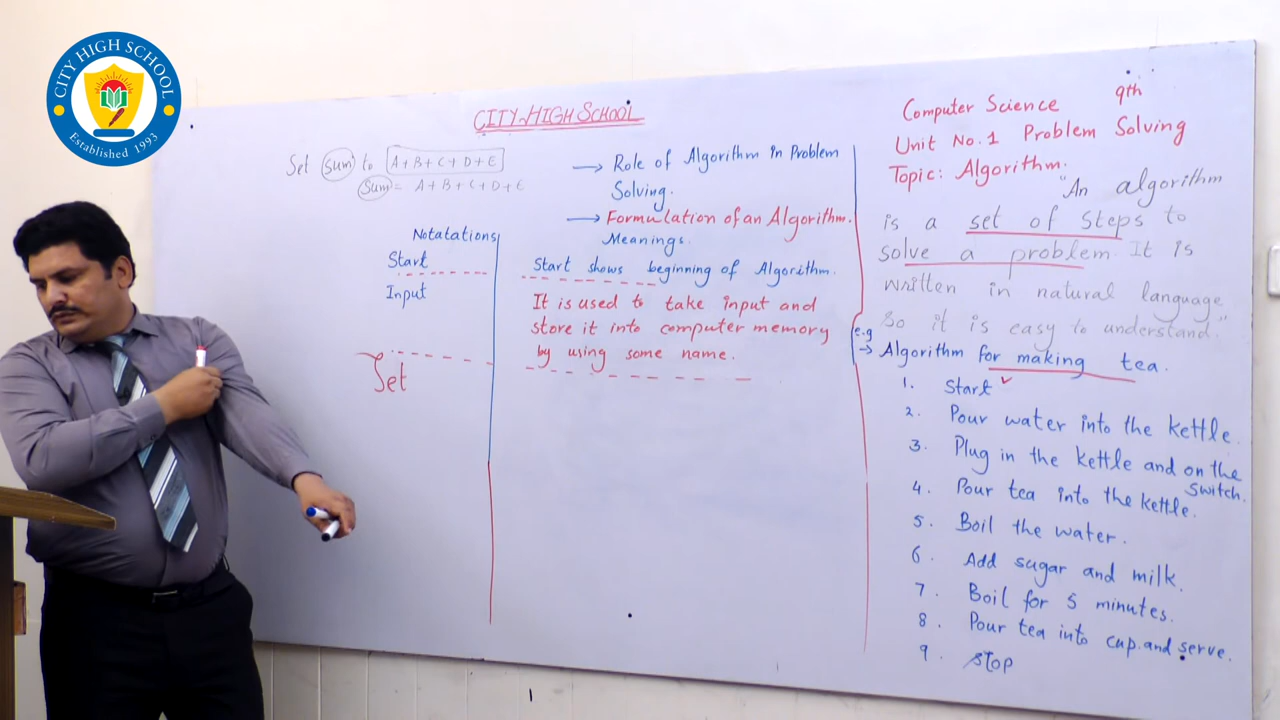 CITY HIGH SCHOOL
Established 1993
CITY HIGH SCHOOL
Set Sum to A+B+C+D+E
Sum = A+B+C+D+E
→ Role of Algorithm in Problem
Solving.
→ Formulation of an Algorithm.
Notatations
Meanings.
Start
Start shows beginning of Algorithm.
Input
It is used to take input and
store it into computer memory
by using some name.
Set
Computer Science 9th
Unit No. 1 Problem Solving
Topic: Algorithm.
"An algorithm
is a set of steps to
solve a problem. It is
written in natural language
so it is easy to understand."
e.g
→ Algorithm for making tea.
1. Start ✓
2. Pour water into the kettle.
3. Plug in the kettle and on the
switch.
4. Pour tea into the kettle.
5. Boil the water.
6. Add sugar and milk.
7. Boil for 5 minutes.
8. Pour tea into cup and serve.
9. Stop